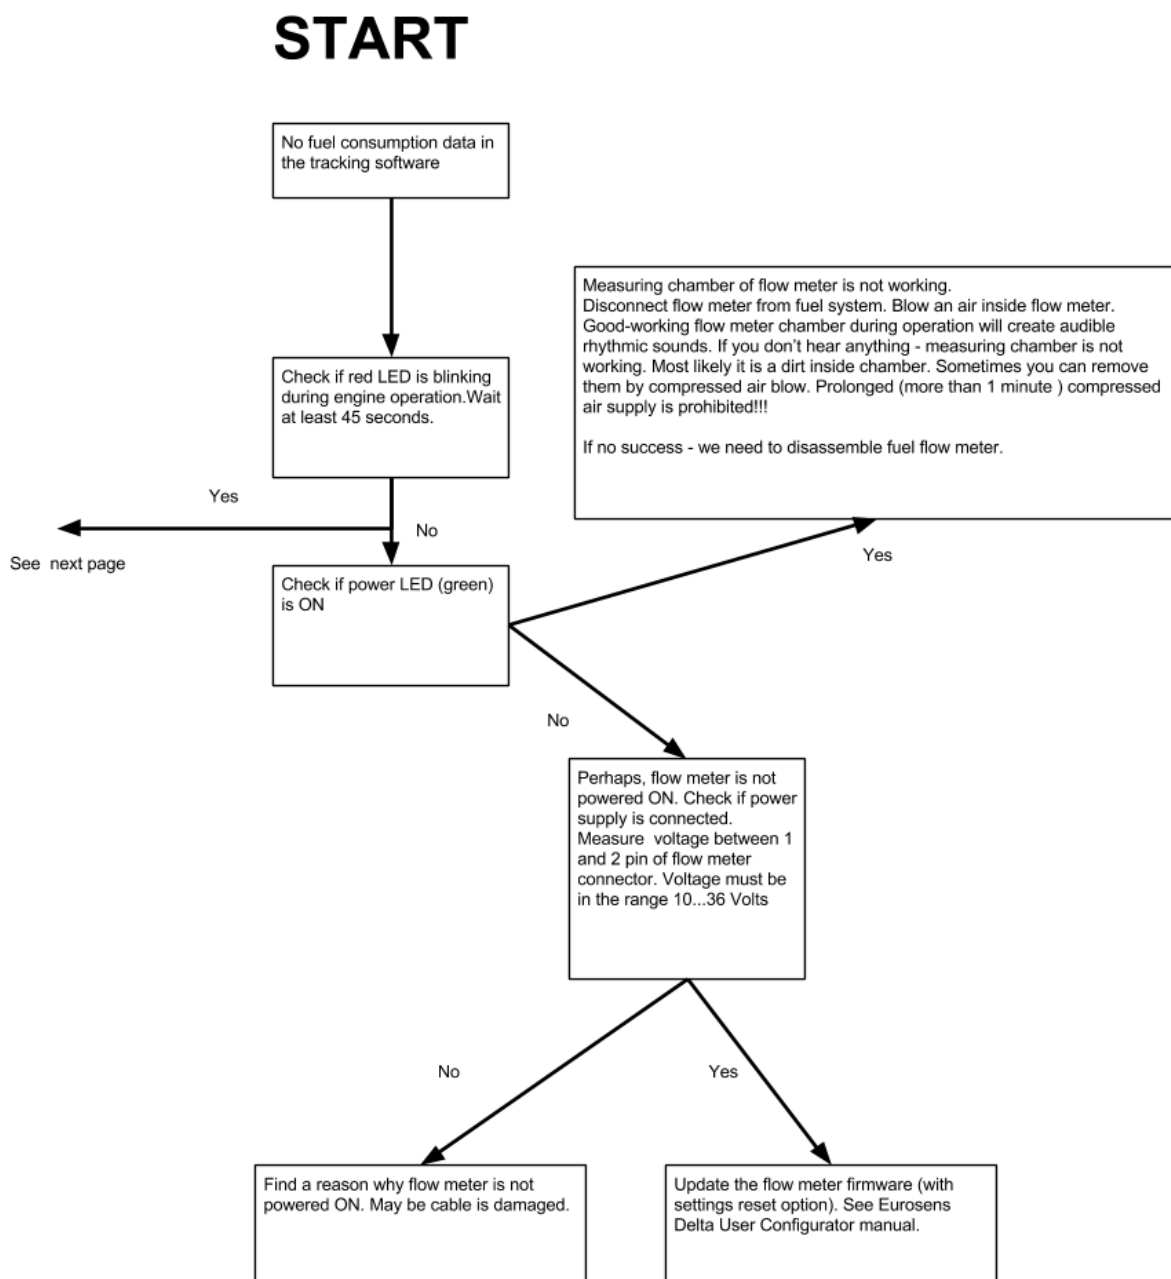 START
No fuel consumption data in
the tracking software
Measuring chamber of flow meter is not working.
Disconnect flow meter from fuel system. Blow an air inside flow meter.
Good-working flow meter chamber during operation will create audible
rhythmic sounds. If you don’t hear anything - measuring chamber is not
working. Most likely it is a dirt inside chamber. Sometimes you can remove
them by compressed air blow. Prolonged (more than 1 minute ) compressed
air supply is prohibited!!!
If no success - we need to disassemble fuel flow meter.
Check if red LED is blinking
during engine operation.Wait
at least 45 seconds.
Yes
No
See next page
Yes
Check if power LED (green)
is ON
No
Perhaps, flow meter is not
powered ON. Check if power
supply is connected.
Measure voltage between 1
and 2 pin of flow meter
connector. Voltage must be
in the range 10...36 Volts
No
Yes
Find a reason why flow meter is not
powered ON. May be cable is damaged.
Update the flow meter firmware (with
settings reset option). See Eurosens
Delta User Configurator manual.